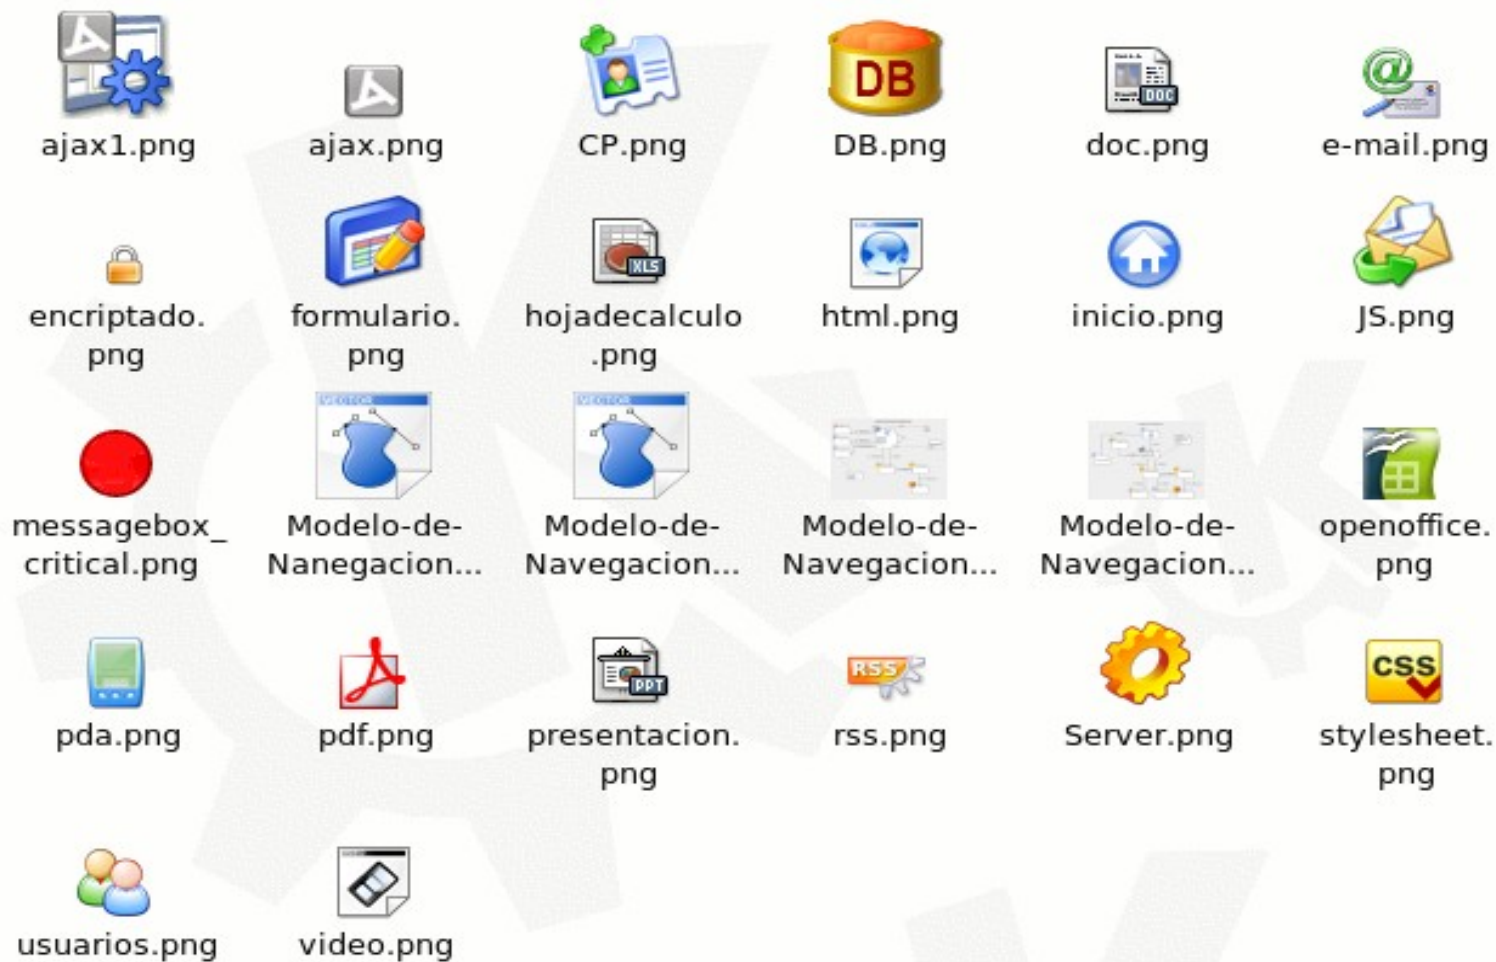 ajax1.png
ajax.png
CP.png
DB
DB.png
DOC
doc.png
e-mail.png
encriptado.
png
formulario.
png
XLS
hojadecalculo
.png
html.png
inicio.png
JS.png
messagebox_
critical.png
VECTOR
Modelo-de-
Nanegacion...
VECTOR
Modelo-de-
Navegacion...
Modelo-de-
Navegacion...
Modelo-de-
Navegacion...
openoffice.
png
pda.png
pdf.png
PPT
presentacion.
png
RSS
rss.png
Server.png
CSS
stylesheet.
png
usuarios.png
video.png